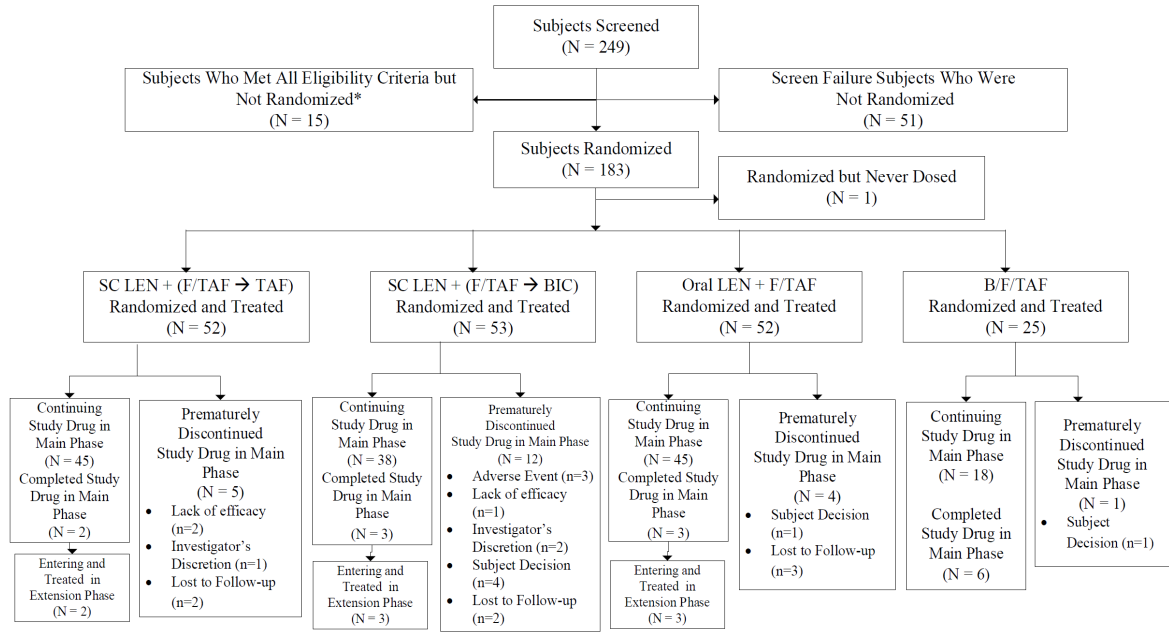 Subjects Screened
(N = 249)
Subjects Who Met All Eligibility Criteria but
Not Randomized*
(N = 15)
Screen Failure Subjects Who Were
Not Randomized
(N = 51)
Subjects Randomized
(N = 183)
Randomized but Never Dosed
(N = 1)
SC LEN + (F/TAF → TAF)
Randomized and Treated
(N = 52)
SC LEN + (F/TAF → BIC)
Randomized and Treated
(N = 53)
Oral LEN + F/TAF
Randomized and Treated
(N = 52)
B/F/TAF
Randomized and Treated
(N = 25)
Continuing
Study Drug in
Main Phase
(N = 45)
Completed Study
Drug in Main
Phase
(N = 2)
Entering and
Treated in
Extension Phase
(N = 2)
Prematurely
Discontinued
Study Drug in Main
Phase
(N = 5)
• Lack of efficacy
(n=2)
• Investigator's
Discretion (n=1)
• Lost to Follow-up
(n=2)
Continuing
Study Drug in
Main Phase
(N = 38)
Completed Study
Drug in Main
Phase
(N = 3)
Entering and
Treated in
Extension Phase
(N = 3)
Prematurely
Discontinued
Study Drug in Main Phase
(N = 12)
• Adverse Event (n=3)
• Lack of efficacy
(n=1)
• Investigator's
Discretion (n=2)
• Subject Decision
(n=4)
• Lost to Follow-up
(n=2)
Continuing
Study Drug in
Main Phase
(N = 45)
Completed Study
Drug in Main
Phase
(N = 3)
Entering and
Treated in
Extension Phase
(N = 3)
Prematurely
Discontinued
Study Drug in Main
Phase
(N = 4)
• Subject Decision
(n=1)
• Lost to Follow-up
(n=3)
Continuing
Study Drug in
Main Phase
(N = 18)
Completed Study
Drug in Main
Phase
(N = 6)
Prematurely
Discontinued
Study Drug in Main
Phase
(N = 1)
• Subject
Decision (n=1)